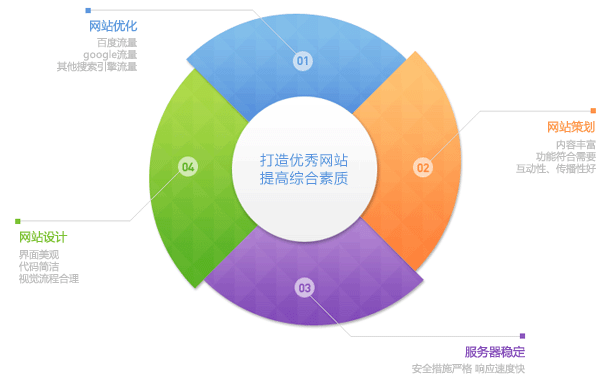 网站优化
百度流量
google流量
其他搜索引擎流量
01
网站策划
内容丰富
功能符合需要
互动性、传播性好
02
打造优秀网站
提高综合素质
04
网站设计
界面美观
代码简洁
视觉流程合理
03
服务器稳定
安全措施严格 响应速度快